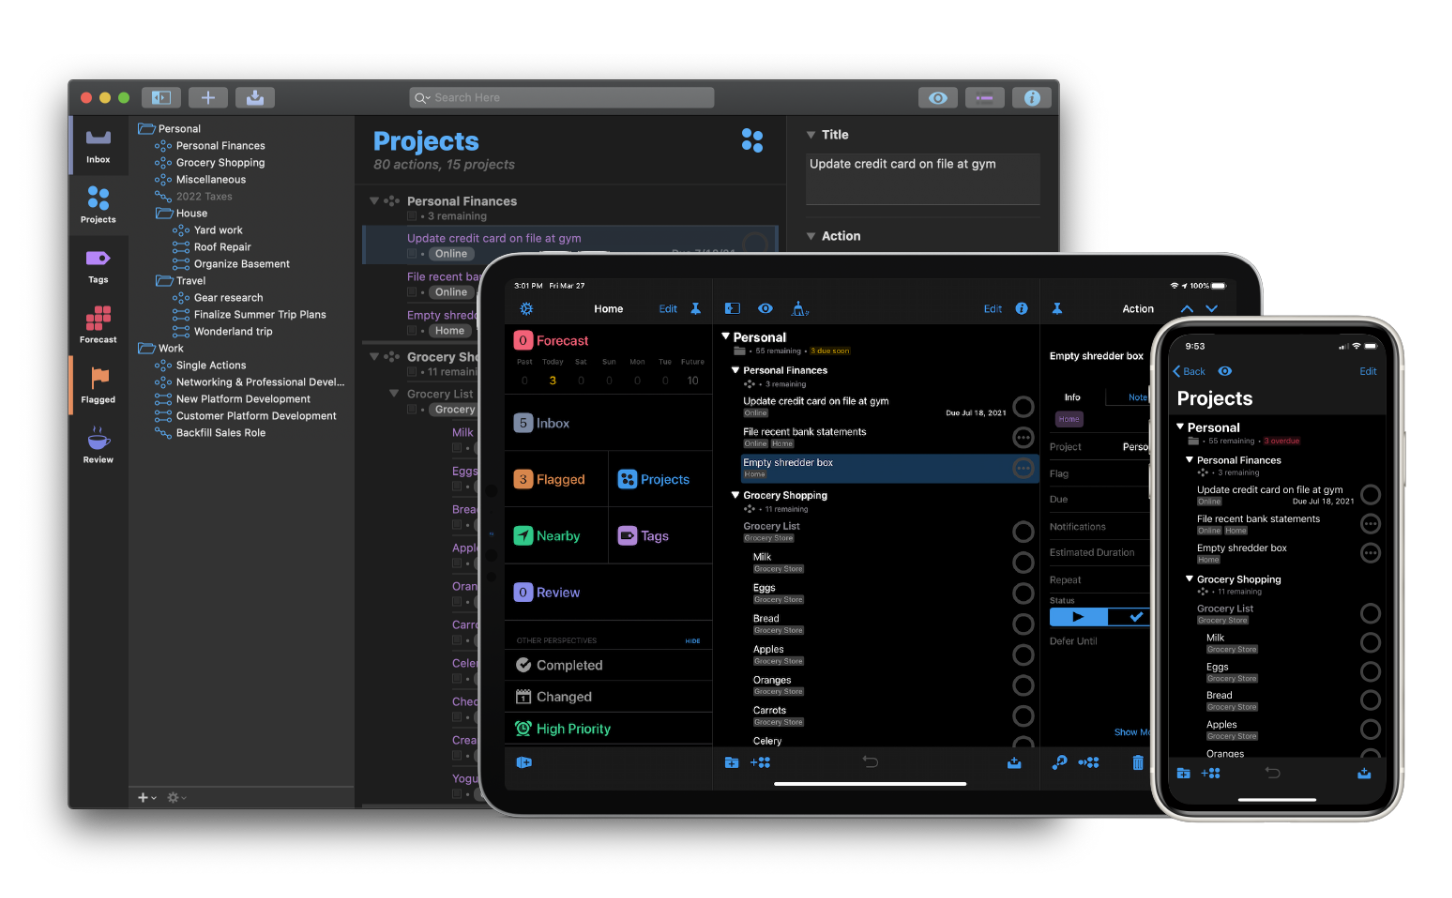 Search Here
Inbox
Projects
Tags
Forecast
Flagged
Review
Personal
Personal Finances
Grocery Shopping
Miscellaneous
2022 Taxes
House
Yard work
Roof Repair
Organize Basement
Travel
Gear research
Finalize Summer Trip Plans
Wonderland trip
Work
Single Actions
Networking & Professional Devel...
New Platform Development
Customer Platform Development
Backfill Sales Role
Projects
80 actions, 15 projects
Personal Finances
• 3 remaining
Update credit card on file at gym
• Online
File recent ba
• Online
Empty shredd
• Home
Grocery Sho
• 11 remaini
Grocery List
• Grocery
Milk
Eggs
Brea
Appl
Oran
Carro
Celer
Chec
Crea
Yogu
Title
Update credit card on file at gym
Action
3:01 PM Fri Mar 27
100%
Home Edit
0 Forecast
Past Today Sat Sun Mon Tue Future
0 3 0 0 0 0 10
5 Inbox
3 Flagged
Projects
Nearby
Tags
0 Review
OTHER PERSPECTIVES HIDE
Completed
1 Changed
High Priority
Edit
Personal
• 55 remaining • 3 due soon
Personal Finances
• 3 remaining
Update credit card on file at gym
Online
Due Jul 18, 2021
File recent bank statements
Online Home
Empty shredder box
Home
Grocery Shopping
• 11 remaining
Grocery List
Grocery Store
Milk
Grocery Store
Eggs
Grocery Store
Bread
Grocery Store
Apples
Grocery Store
Oranges
Grocery Store
Carrots
Grocery Store
Celery
Action
Empty shredder box
Info Note
Home
Project Perso
Flag
Due
Notifications
Estimated Duration
Repeat
Status
Defer Until
Show Mo
9:53
Back
Edit
Projects
Personal
• 55 remaining • 3 overdue
Personal Finances
• 3 remaining
Update credit card on file at gym
Online
Due Jul 18, 2021
File recent bank statements
Online Home
Empty shredder box
Home
Grocery Shopping
• 11 remaining
Grocery List
Grocery Store
Milk
Grocery Store
Eggs
Grocery Store
Bread
Grocery Store
Apples
Grocery Store
Oranges